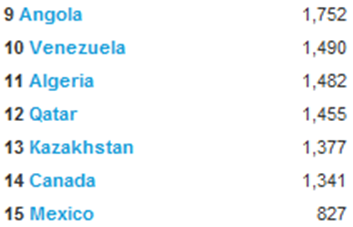 9 Angola 1,752
10 Venezuela 1,490
11 Algeria 1,482
12 Qatar 1,455
13 Kazakhstan 1,377
14 Canada 1,341
15 Mexico 827